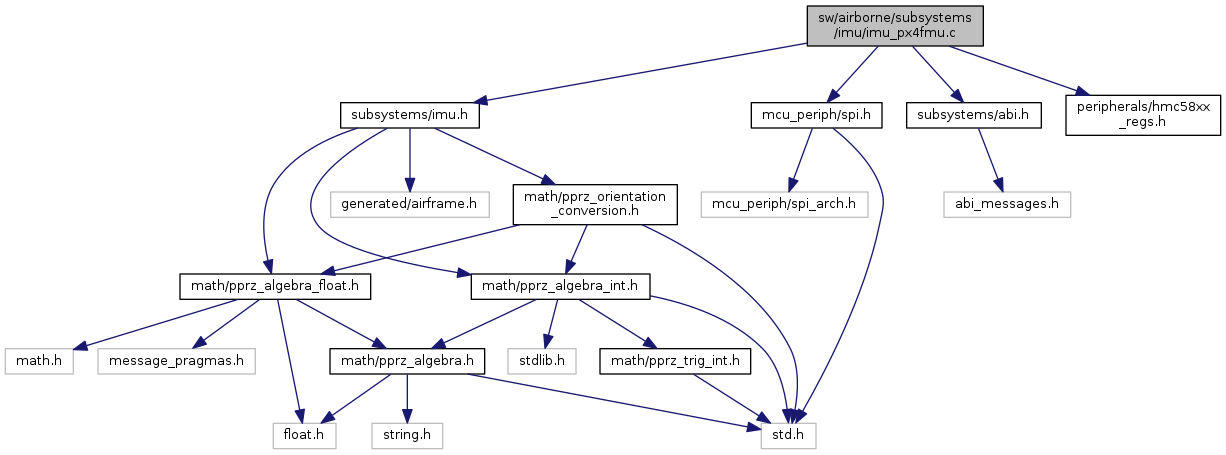 sw/airborne/subsystems
/imu/imu_px4fmu.c
subsystems/imu.h
mcu_periph/spi.h
subsystems/abi.h
peripherals/hmc58xx
_regs.h
generated/airframe.h
math/pprz_orientation
_conversion.h
mcu_periph/spi_arch.h
abi_messages.h
math/pprz_algebra_float.h
math/pprz_algebra_int.h
math.h
message_pragmas.h
math/pprz_algebra.h
stdlib.h
math/pprz_trig_int.h
float.h
string.h
std.h